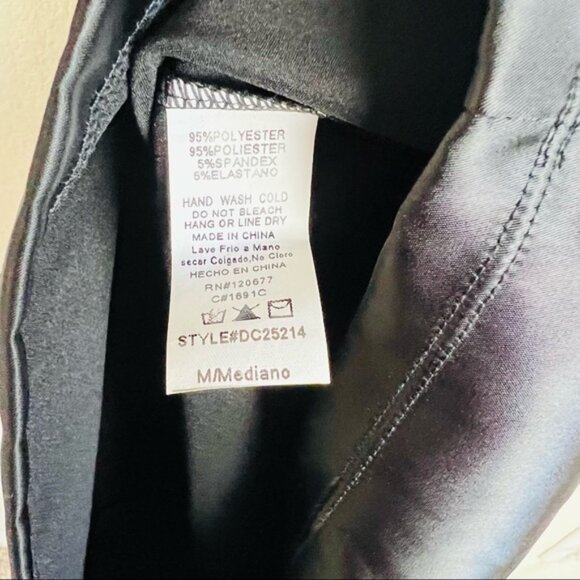 95%POLYESTER
95%POLIESTER
5%SPANDEX
5%ELASTANO
HAND WASH COLD
DO NOT BLEACH
HANG OR LINE DRY
MADE IN CHINA
Lave Frio a Mano
secar Colgado,No Cloro
HECHO EN CHINA
RN#120677
C#1691C
STYLE#DC25214
M/Mediano